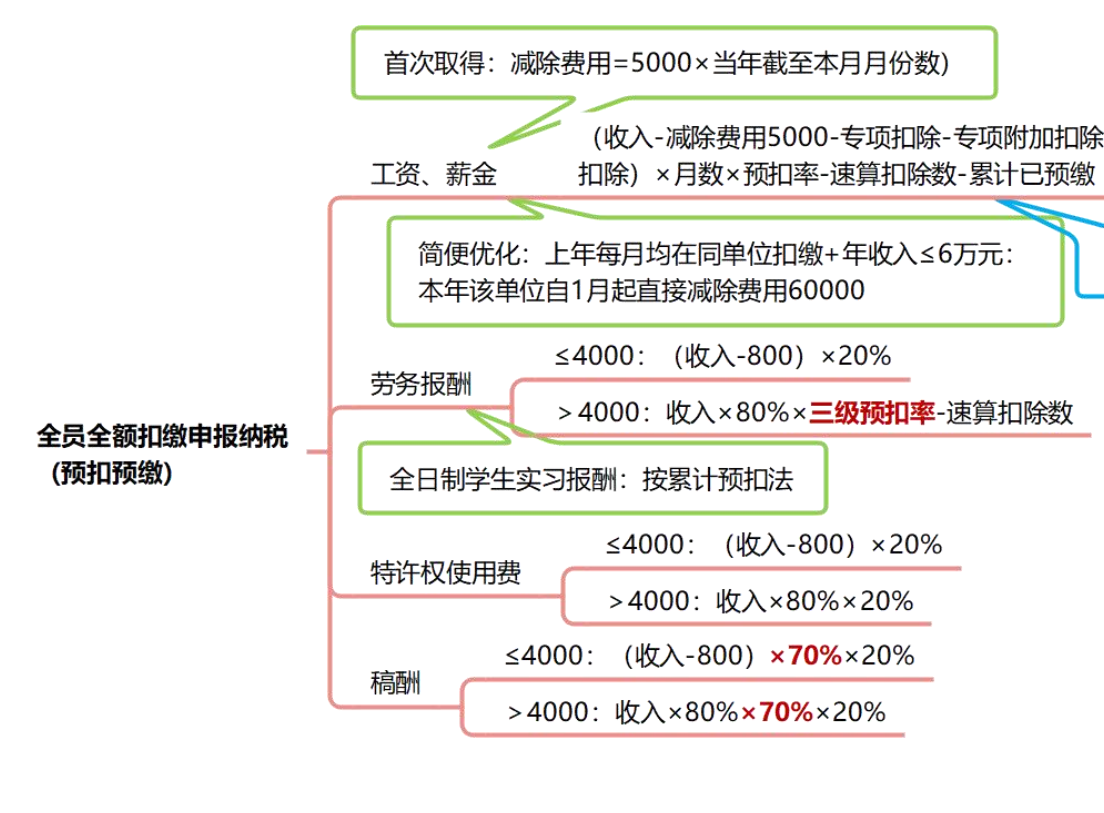 首次取得：减除费用=5000×当年截至本月月份数)
（收入-减除费用5000-专项扣除-专项附加扣除
工资、薪金
扣除）×月数×预扣率-速算扣除数-累计已预缴
简便优化：上年每月均在同单位扣缴+年收入≤6万元：
本年该单位自1月起直接减除费用60000
≤4000：（收入-800）×20%
劳务报酬
>4000：收入×80%×三级预扣率-速算扣除数
全员全额扣缴申报纳税
（预扣预缴)
全日制学生实习报酬：按累计预扣法
≤4000：（收入-800）×20%
特许权使用费
>4000：收入×80%×20%
≤4000：（收入-800）×70%×20%
稿酬
>4000：收入×80%×70%×20%